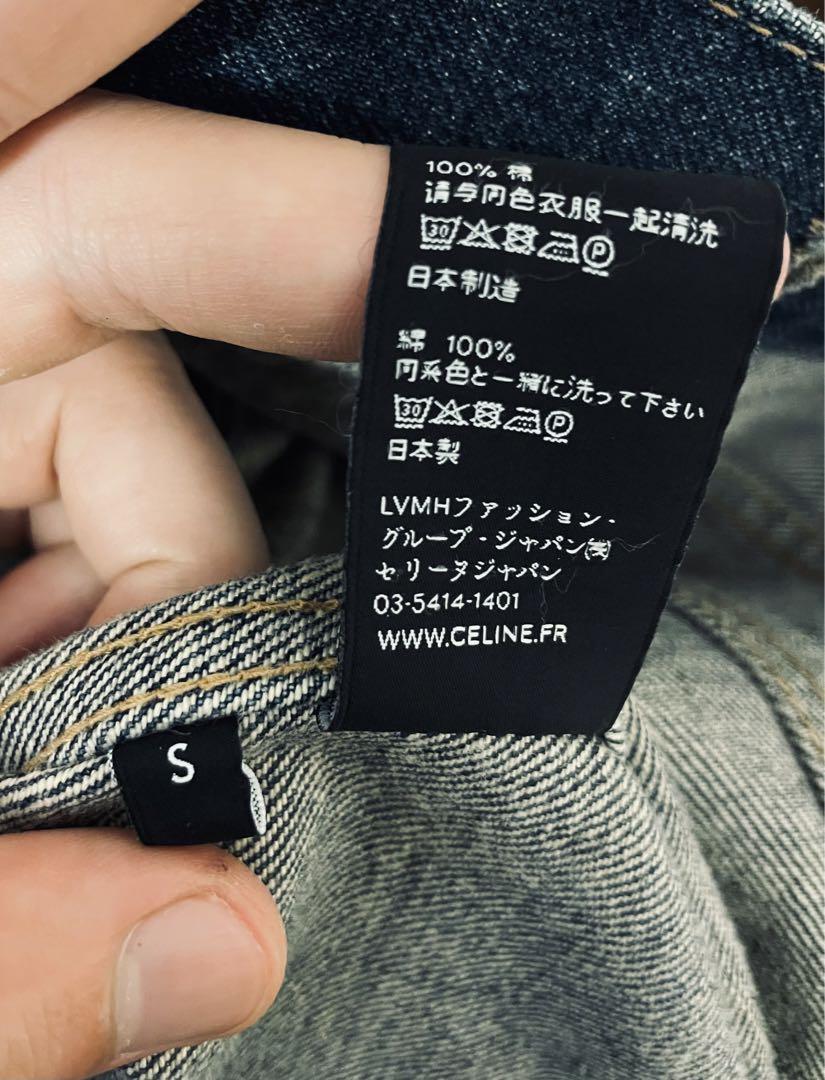 100% 棉
请与同色衣服一起清洗
30 P
日本制造
綿 100%
同系色と一緒に洗って下さい
30 P
日本製
LVMHファッション・
グループ・ジャパン㈱
セリーヌジャパン
03-5414-1401
WWW.CELINE.FR
S